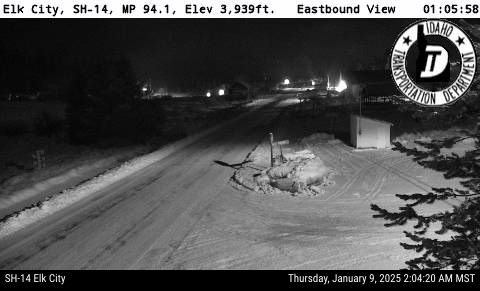 Elk City, SH-14, MP 94.1, Elev 3,939ft. Eastbound View 01:05:58
IDAHO
TRANSPORTATION DEPARTMENT
SH-14 Elk City Thursday, January 9, 2025 2:04:20 AM MST